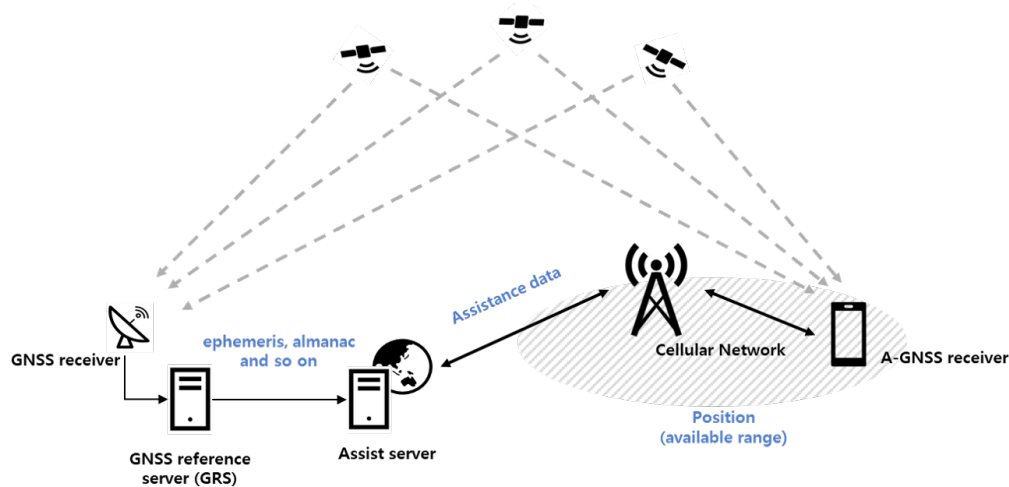 Assistance data
ephemeris, almanac
and so on
GNSS receiver
Cellular Network
A-GNSS receiver
Position
(available range)
GNSS reference
server (GRS)
Assist server